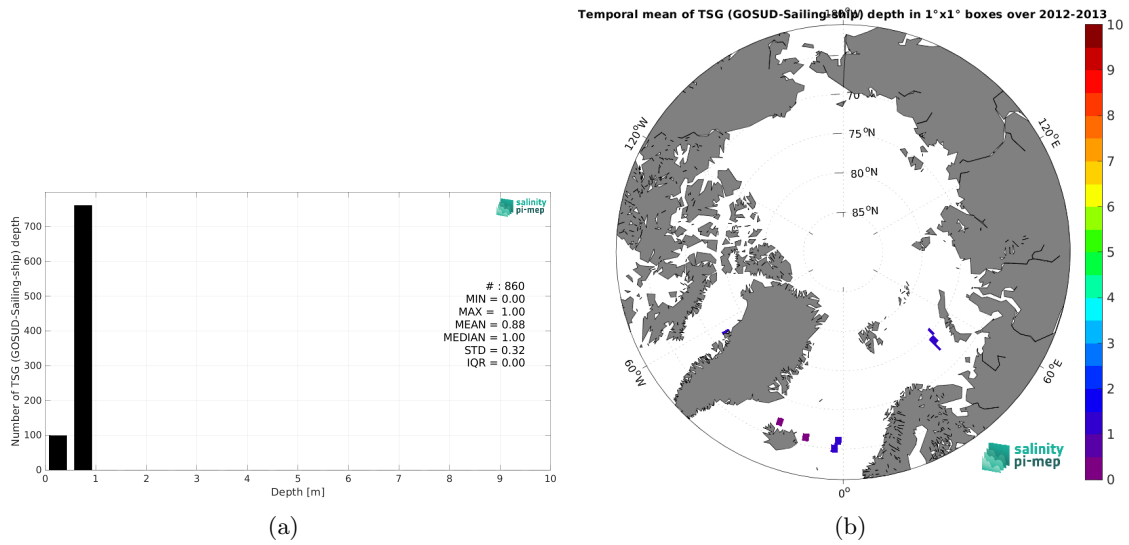 Number of TSG (GOSUD-Sailing-ship) depth
700
600
500
400
300
200
100
0
0 1 2 3 4 5 6 7 8 9 10
Depth [m]
salinity
pi-mep
# : 860
MIN = 0.00
MAX = 1.00
MEAN = 0.88
MEDIAN = 1.00
STD = 0.32
IQR = 0.00
(a)
Temporal mean of TSG (GOSUD-Sailing-ship) depth in 1°x1° boxes over 2012-2013
180°W
120°W
120°E
70
75°N
80°N
85°N
60°W
60°E
0°
salinity
pi-mep
10
9
8
7
6
5
4
3
2
1
0
(b)